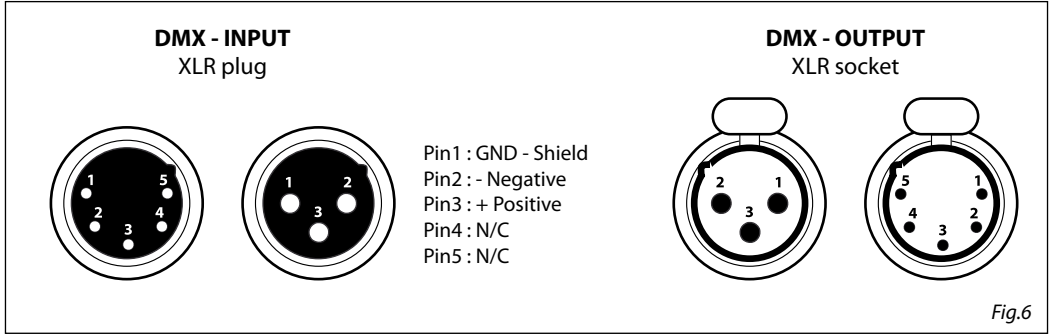 DMX - INPUT
XLR plug
1
5
2
4
3
1
2
3
Pin1 : GND - Shield
Pin2 : - Negative
Pin3 : + Positive
Pin4 : N/C
Pin5 : N/C
DMX - OUTPUT
XLR socket
2
1
3
5
1
4
2
3
Fig.6